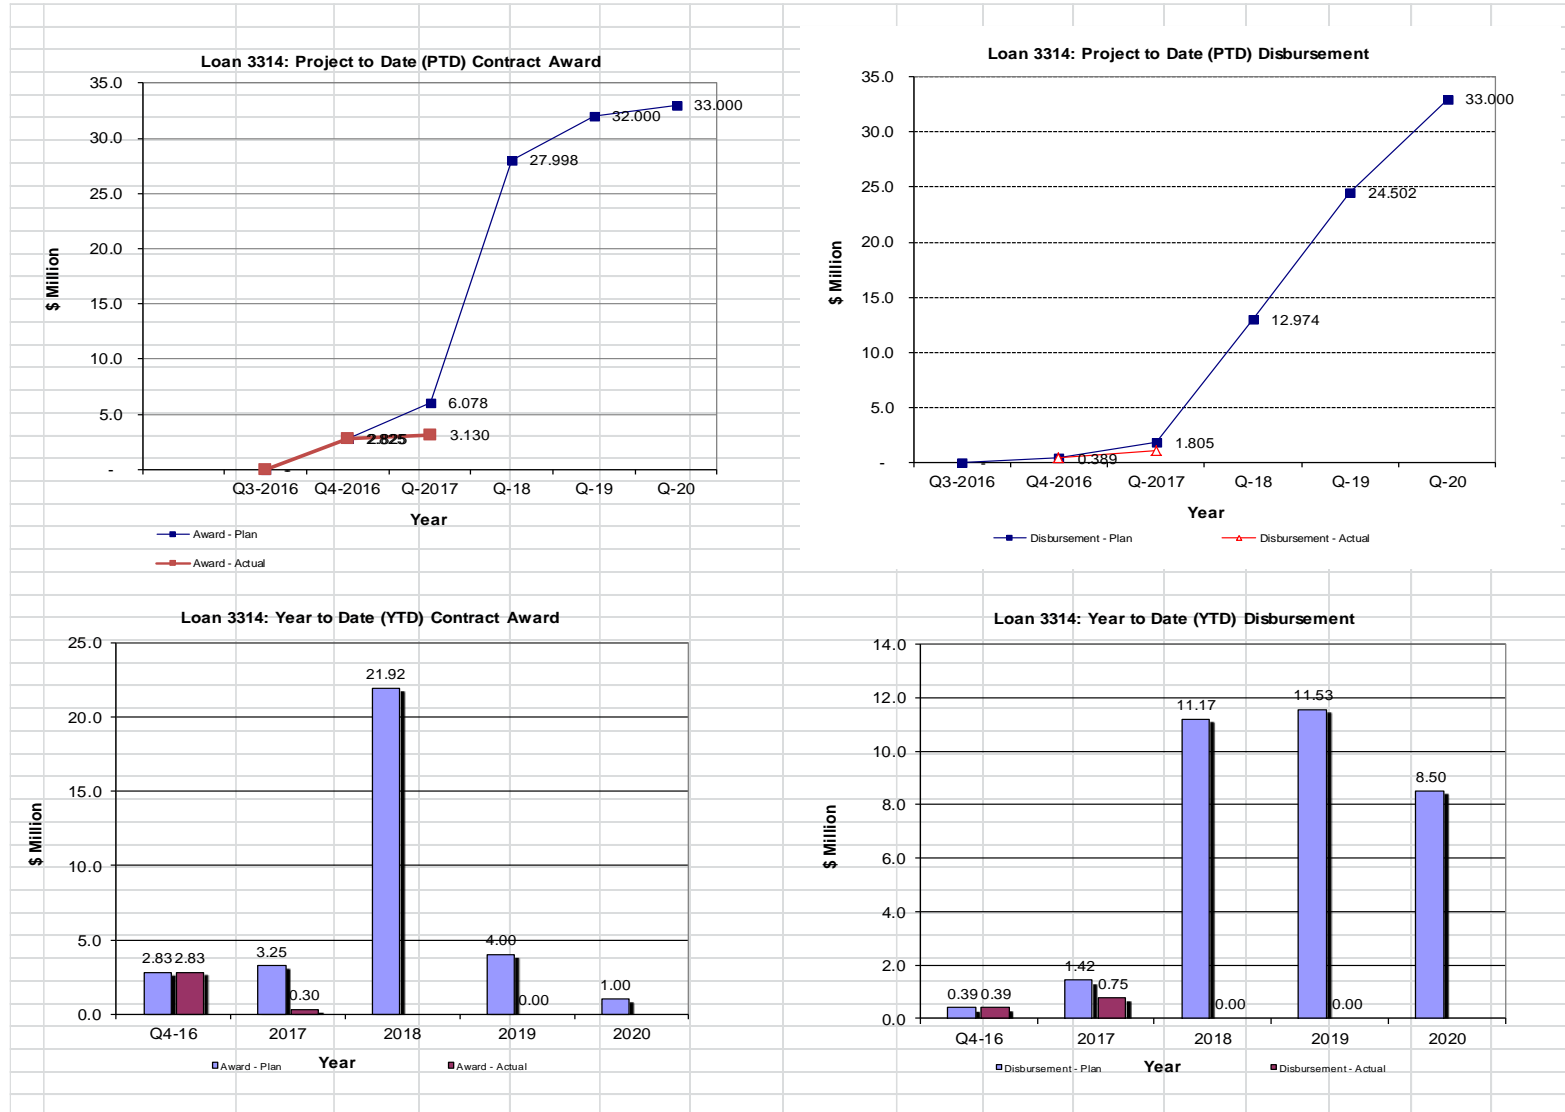 Loan 3314: Project to Date (PTD) Contract Award
35.0
30.0
25.0
20.0
15.0
10.0
5.0
-
$ Million
33.000
32.000
27.998
6.078
2.825
3.130
-
Q3-2016 Q4-2016 Q-2017 Q-18 Q-19 Q-20
Year
Award - Plan
Award - Actual
Loan 3314: Project to Date (PTD) Disbursement
35.0
30.0
25.0
20.0
15.0
10.0
5.0
-
$ Million
33.000
24.502
12.974
1.805
0.389
-
Q3-2016 Q4-2016 Q-2017 Q-18 Q-19 Q-20
Year
Disbursement - Plan Disbursement - Actual
Loan 3314: Year to Date (YTD) Contract Award
25.0
20.0
15.0
10.0
5.0
0.0
$ Million
2.83 2.83
3.25
0.30
21.92
4.00
0.00
1.00
Q4-16 2017 2018 2019 2020
Year
Award - Plan Award - Actual
Loan 3314: Year to Date (YTD) Disbursement
14.0
12.0
10.0
8.0
6.0
4.0
2.0
0.0
$ Million
0.39 0.39
1.42
0.75
11.17
0.00
11.53
0.00
8.50
Q4-16 2017 2018 2019 2020
Year
Disbursement - Plan Disbursement - Actual